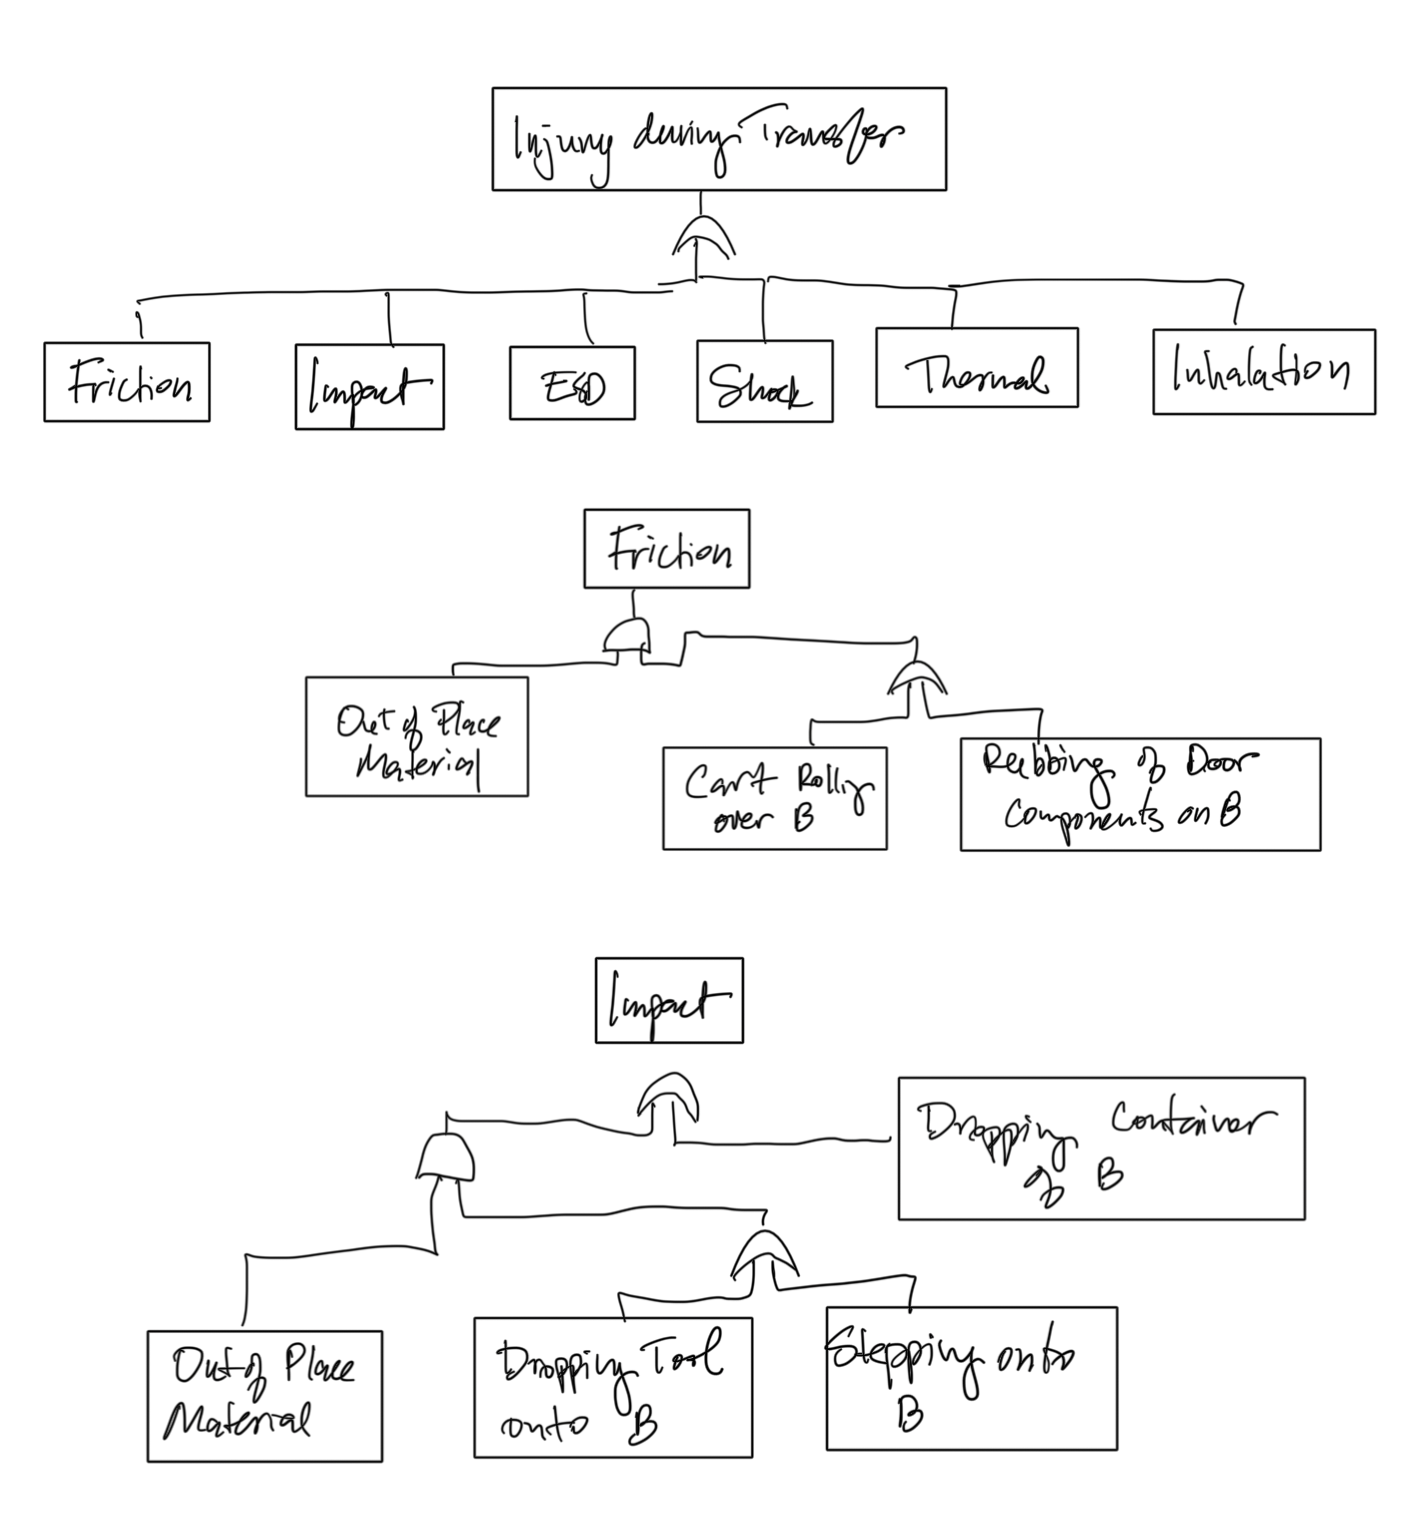 Injury during Transfer
Friction
Impact
ESD
Shock
Thermal
Inhalation
Friction
Out of Place
Material
Cart Rolling
over B
Rubbing of Door
Components on B
Impact
Dropping Container
of B
Out of Place
Material
Dropping Tool
onto B
Stepping onto
B